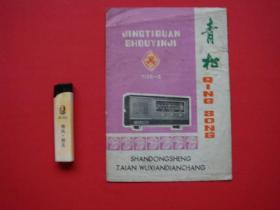 JINGTIGUAN
SHOUYINJI
青松
QING SONG
SHANDONGSHENG
TAIAN WUXIANDIANCHANG